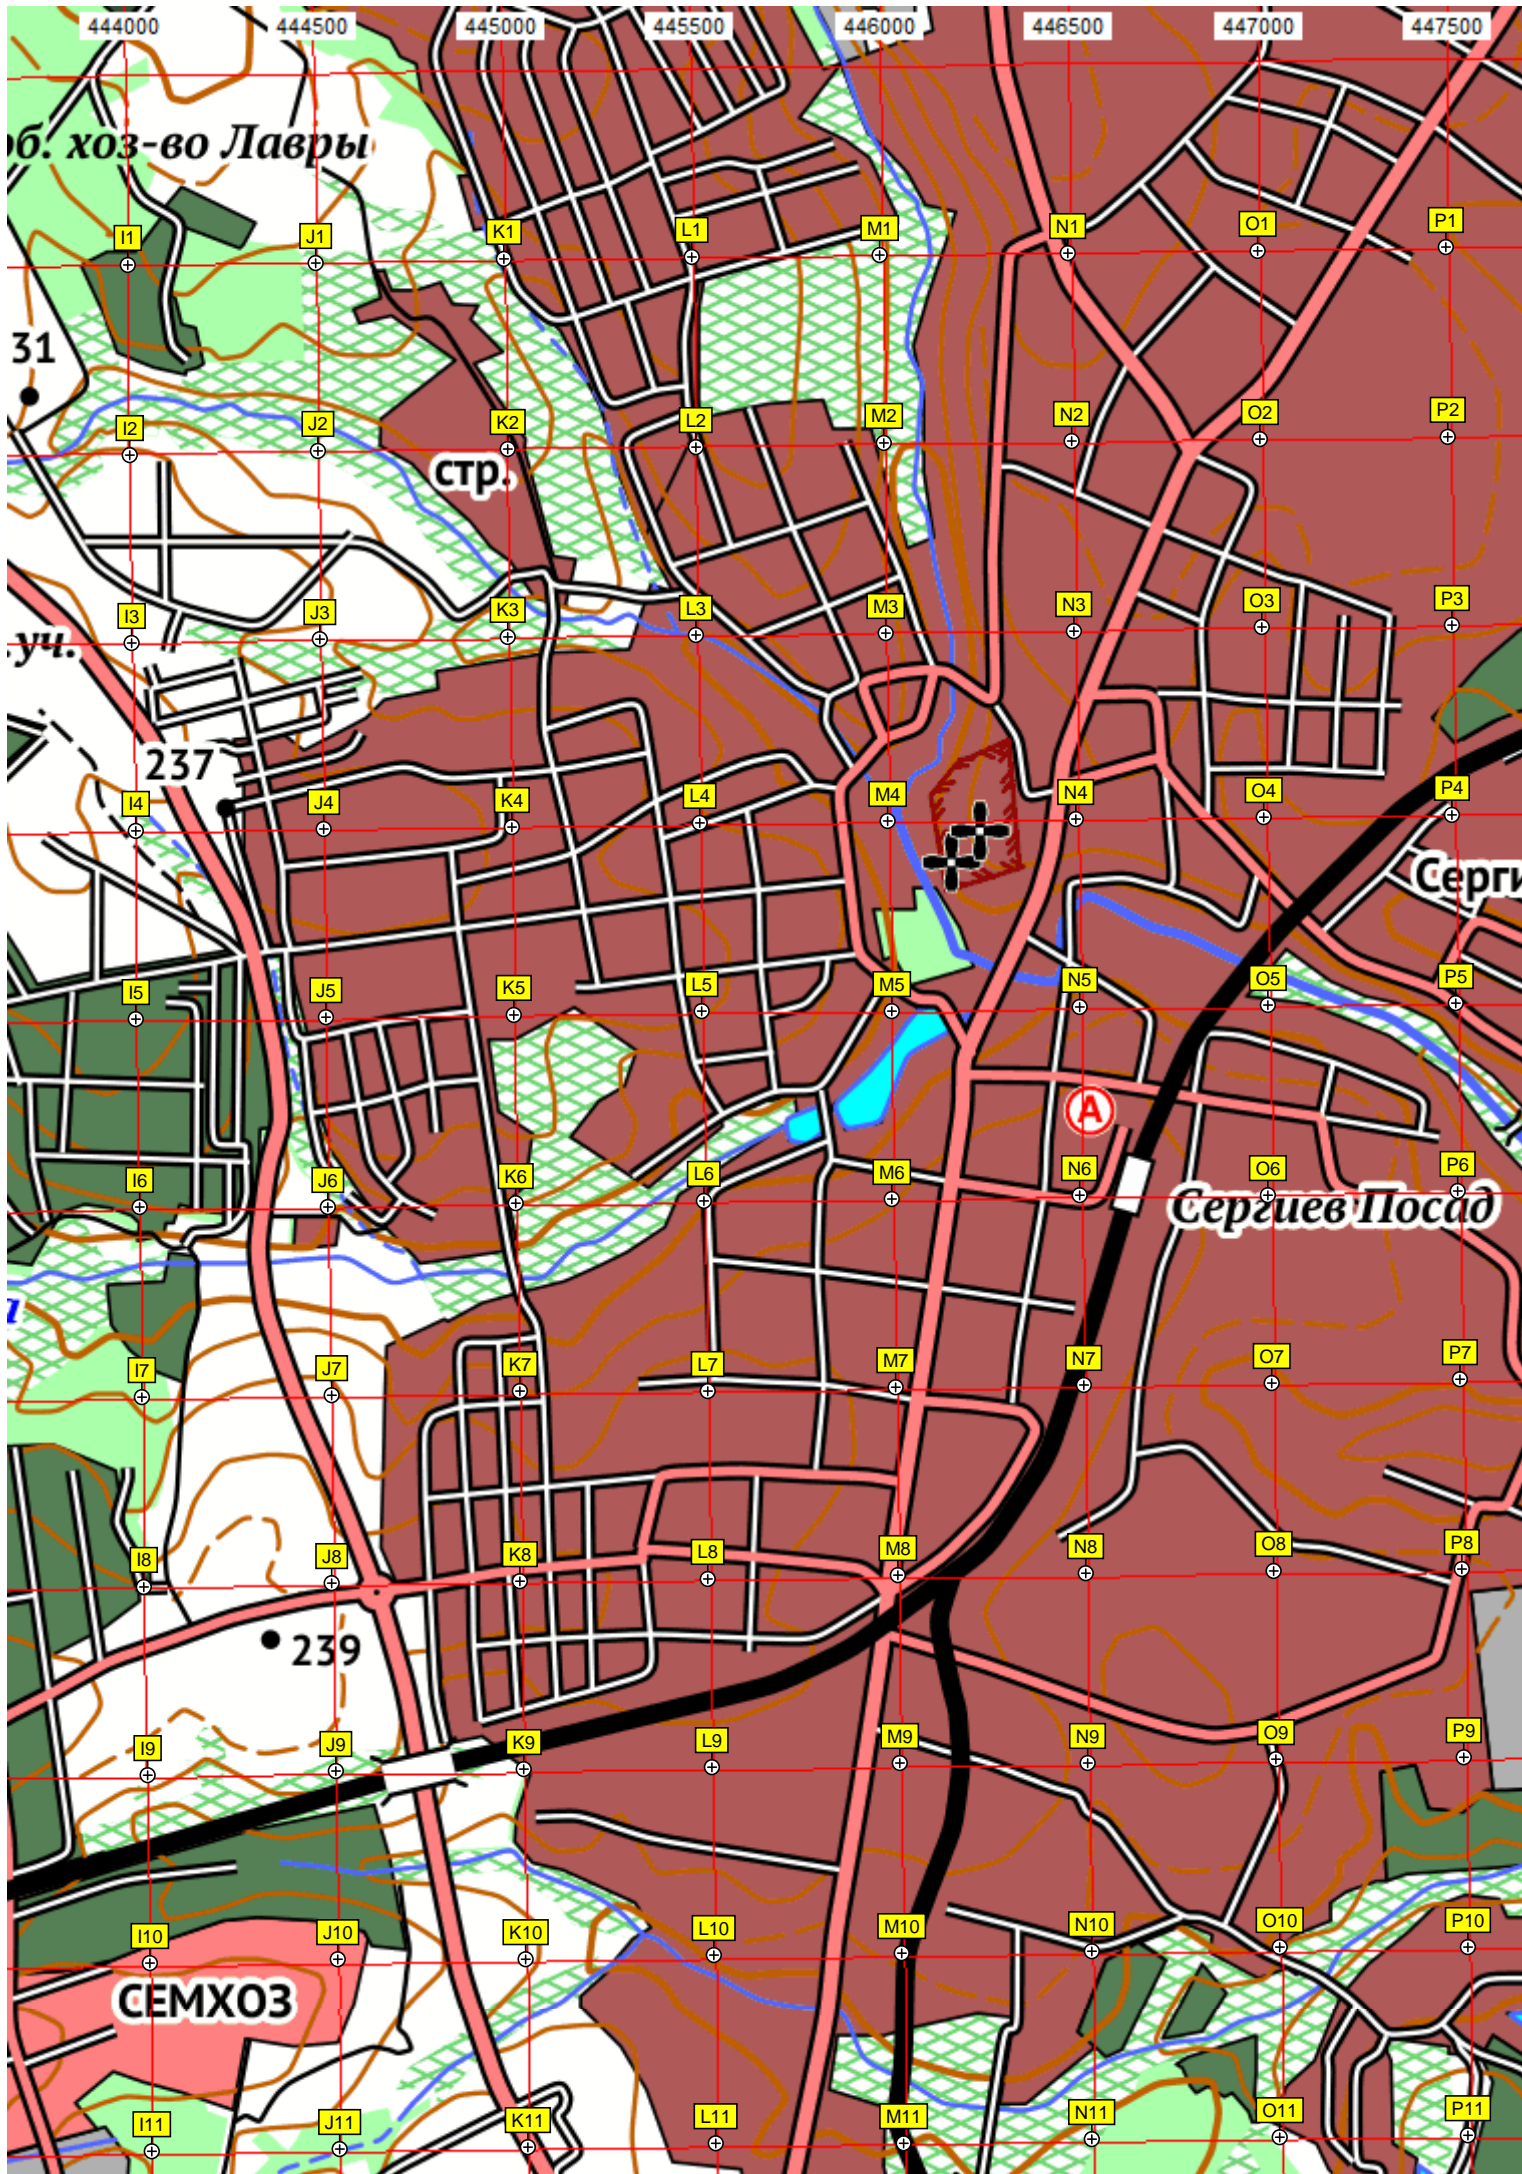 444000 444500 445000 445500 446000 446500 447000 447500
об. хоз-во Лавры
I1 J1 K1 L1 M1 N1 O1 P1
31
I2 J2 K2 L2 M2 N2 O2 P2
стр.
I3 J3 K3 L3 M3 N3 O3 P3
.уч.
237
I4 J4 K4 L4 M4 N4 O4 P4
Серги
I5 J5 K5 L5 M5 N5 O5 P5
А
I6 J6 K6 L6 M6 N6 O6 P6
Сергиев Посад
I7 J7 K7 L7 M7 N7 O7 P7
I8 J8 K8 L8 M8 N8 O8 P8
239
I9 J9 K9 L9 M9 N9 O9 P9
I10 J10 K10 L10 M10 N10 O10 P10
СЕМХОЗ
I11 J11 K11 L11 M11 N11 O11 P11